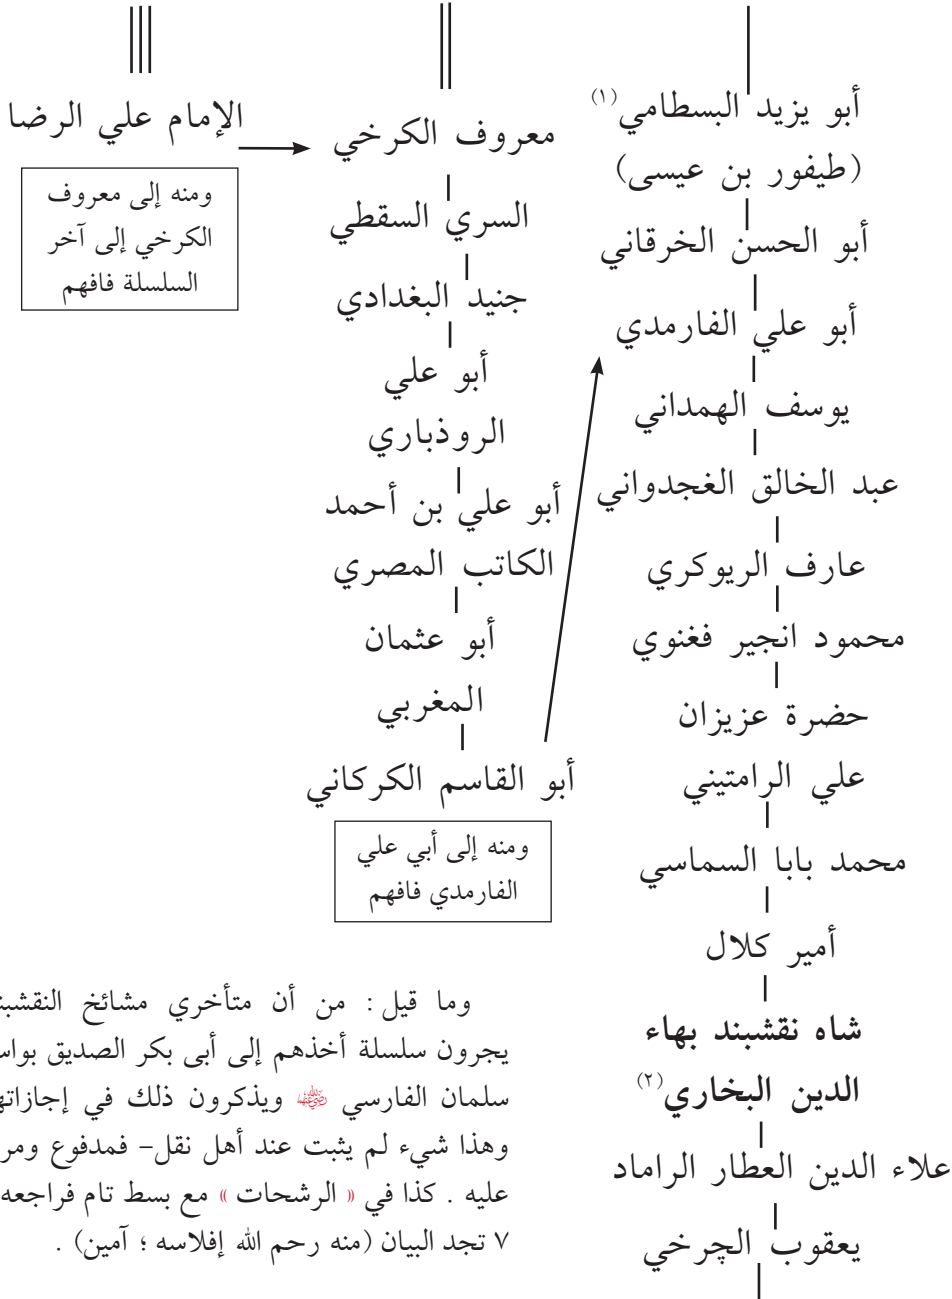 أبو يزيد البسطامي (١)
(طيفور بن عيسى)
أبو الحسن الخرقاني
أبو علي الفارمدي
يوسف الهمداني
عبد الخالق الغجدواني
عارف الريوكري
محمود انجير فغنوي
حضرة عزيزان
علي الرامتيني
محمد بابا السماسي
أمير كلال
شاه نقشبند بهاء
الدين البخاري (٢)
علاء الدين العطار الراماد
يعقوب الچرخي
معروف الكرخي
السري السقطي
جنيد البغدادي
أبو علي
الروذباري
أبو علي بن أحمد
الكاتب المصري
أبو عثمان
المغربي
أبو القاسم الكركاني
ومنه إلى أبي علي
الفارمدي فافهم
الإمام علي الرضا
ومنه إلى معروف
الكرخي إلى آخر
السلسلة فافهم
وما قيل : من أن متأخري مشائخ
يجرون سلسلة أخذهم إلى أبى بكر الصديق
سلمان الفارسي رضي الله عنه ويذكرون ذلك في
وهذا شيء لم يثبت عند أهل نقل– فمدفوع
عليه . كذا في « الرشحات » مع بسط تام فراجعه
٧ تجد البيان (منه رحم الله إفلاسه ؛ آمين) .